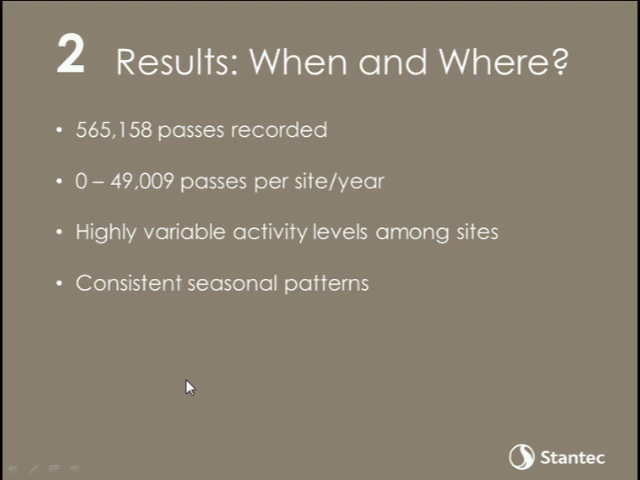 2 Results: When and Where?
• 565,158 passes recorded
• 0 – 49,009 passes per site/year
• Highly variable activity levels among sites
• Consistent seasonal patterns
Stantec